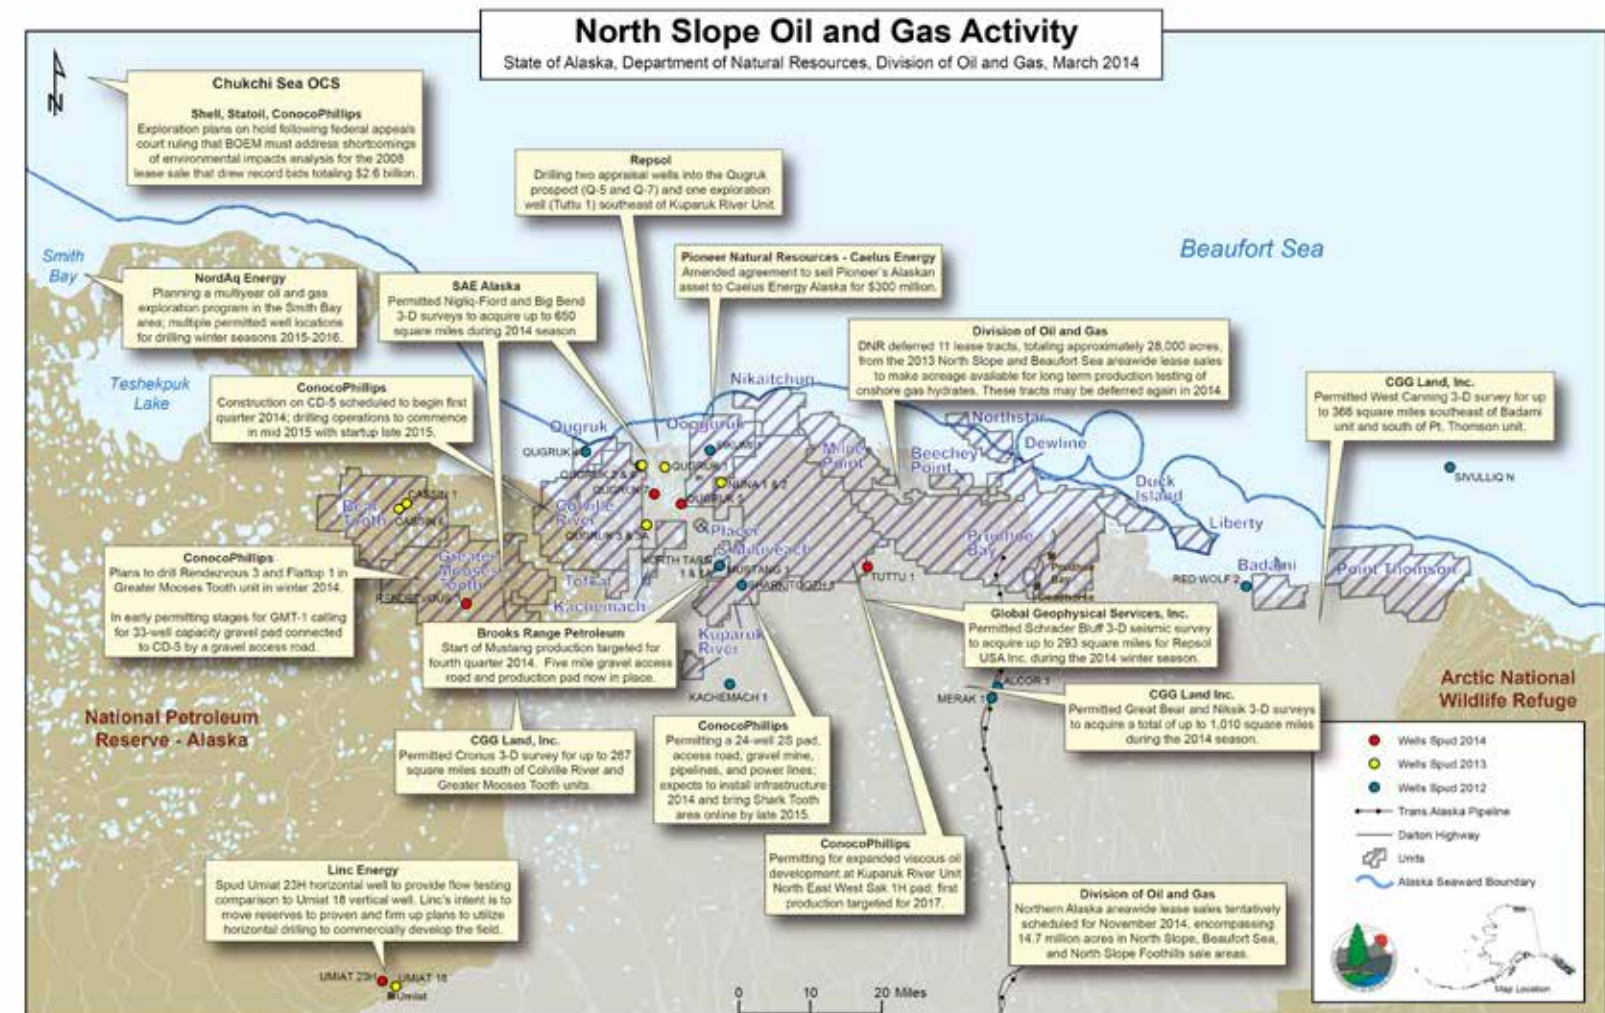 North Slope Oil and Gas Activity
State of Alaska, Department of Natural Resources, Division of Oil and Gas, March 2014
N
Chukchi Sea OCS
Shell, Statoil, ConocoPhillips
Exploration plans on hold following federal appeals
court ruling that BOEM must address shortcomings
of environmental impacts analysis for the 2008
lease sale that drew record bids totaling $2.6 billion.
Repsol
Drilling two appraisal wells into the Qugruk
prospect (Q-5 and Q-7) and one exploration
well (Tuttu 1) southeast of Kuparuk River Unit.
Beaufort Sea
Smith
Bay
NordAq Energy
Planning a multiyear oil and gas
exploration program in the Smith Bay
area; multiple permitted well locations
for drilling winter seasons 2015-2016.
SAE Alaska
Permitted Nigliq-Fiord and Big Bend
3-D surveys to acquire up to 650
square miles during 2014 season
Pioneer Natural Resources - Caelus Energy
Amended agreement to sell Pioneer's Alaskan
asset to Caelus Energy Alaska for $300 million.
Division of Oil and Gas
DNR deferred 11 lease tracts, totaling approximately 28,000 acres,
from the 2013 North Slope and Beaufort Sea areawide lease sales
to make acreage available for long term production testing of
onshore gas hydrates. These tracts may be deferred again in 2014.
Teshekpuk
Lake
ConocoPhillips
Construction on CD-5 scheduled to begin first
quarter 2014; drilling operations to commence
in mid 2015 with startup late 2015.
CGG Land, Inc.
Permitted West Canning 3-D survey for up
to 366 square miles southeast of Badami
unit and south of Pt. Thomson unit.
Nikaitchuq
Northstar
Qugruk
Oooguruk
Dewline
Milne
Point
Beechey
Point
QUGRUK 4
QUGRUK 1
SIVULLIQ N
NUNA 1 & 2
Duck
Island
QUGRUK 7
QUGRUK 5
CASSIN 1
Bear
Tooth
Colville
River
QUGRUK 3 & 3A
Placer
Liberty
Prudhoe
Bay
Greater
Mooses
Tooth
MUSTANG 1
TUTTU 1
Prudhoe
Bay
Badami
RED WOLF 2
Point Thomson
Tofkat
Kachemach
ConocoPhillips
Plans to drill Rendezvous 3 and Flattop 1 in
Greater Mooses Tooth unit in winter 2014.
In early permitting stages for GMT-1 calling
for 33-well capacity gravel pad connected
to CD-5 by a gravel access road.
Brooks Range Petroleum
Start of Mustang production targeted for
fourth quarter 2014. Five mile gravel access
road and production pad now in place.
Kuparuk
River
KACHEMACH 1
Global Geophysical Services, Inc.
Permitted Schrader Bluff 3-D seismic survey
to acquire up to 293 square miles for Repsol
USA Inc. during the 2014 winter season.
ALCOR 1
MERAK 1
CGG Land Inc.
Permitted Great Bear and Niksik 3-D surveys
to acquire a total of up to 1,010 square miles
during the 2014 season.
Arctic National
Wildlife Refuge
National Petroleum
Reserve - Alaska
CGG Land, Inc.
Permitted Cronus 3-D survey for up to 267
square miles south of Colville River and
Greater Mooses Tooth units.
ConocoPhillips
Permitting a 24-well 2S pad,
access road, gravel mine,
pipelines, and power lines;
expects to install infrastructure
2014 and bring Shark Tooth
area online by late 2015.
ConocoPhillips
Permitting for expanded viscous oil
development at Kuparuk River Unit
North East West Sak 1H pad; first
production targeted for 2017.
Linc Energy
Spud Umiat 23H horizontal well to provide flow testing
comparison to Umiat 18 vertical well. Linc's intent is to
move reserves to proven and firm up plans to utilize
horizontal drilling to commercially develop the field.
UMIAT 23H
UMIAT 18
Umiat
Division of Oil and Gas
Northern Alaska areawide lease sales tentatively
scheduled for November 2014, encompassing
14.7 million acres in North Slope, Beaufort Sea,
and North Slope Foothills sale areas.
Wells Spud 2014
Wells Spud 2013
Wells Spud 2012
Trans Alaska Pipeline
Dalton Highway
Units
Alaska Seaward Boundary
Map Location
0 10 20 Miles